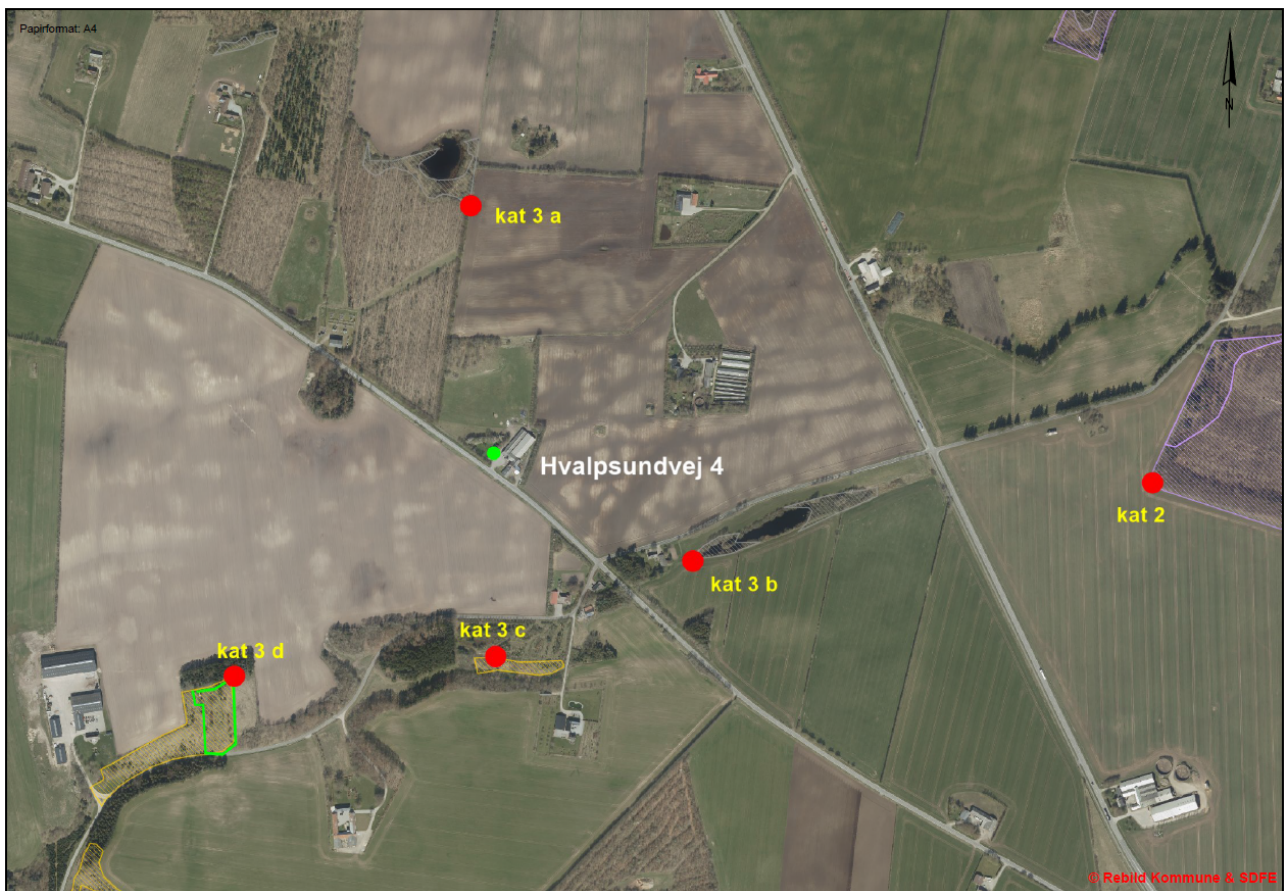 Papirformat: A4
N
kat 3 a
Hvalpsundvej 4
kat 2
kat 3 b
kat 3 c
kat 3 d
© Rebild Kommune & SDFE